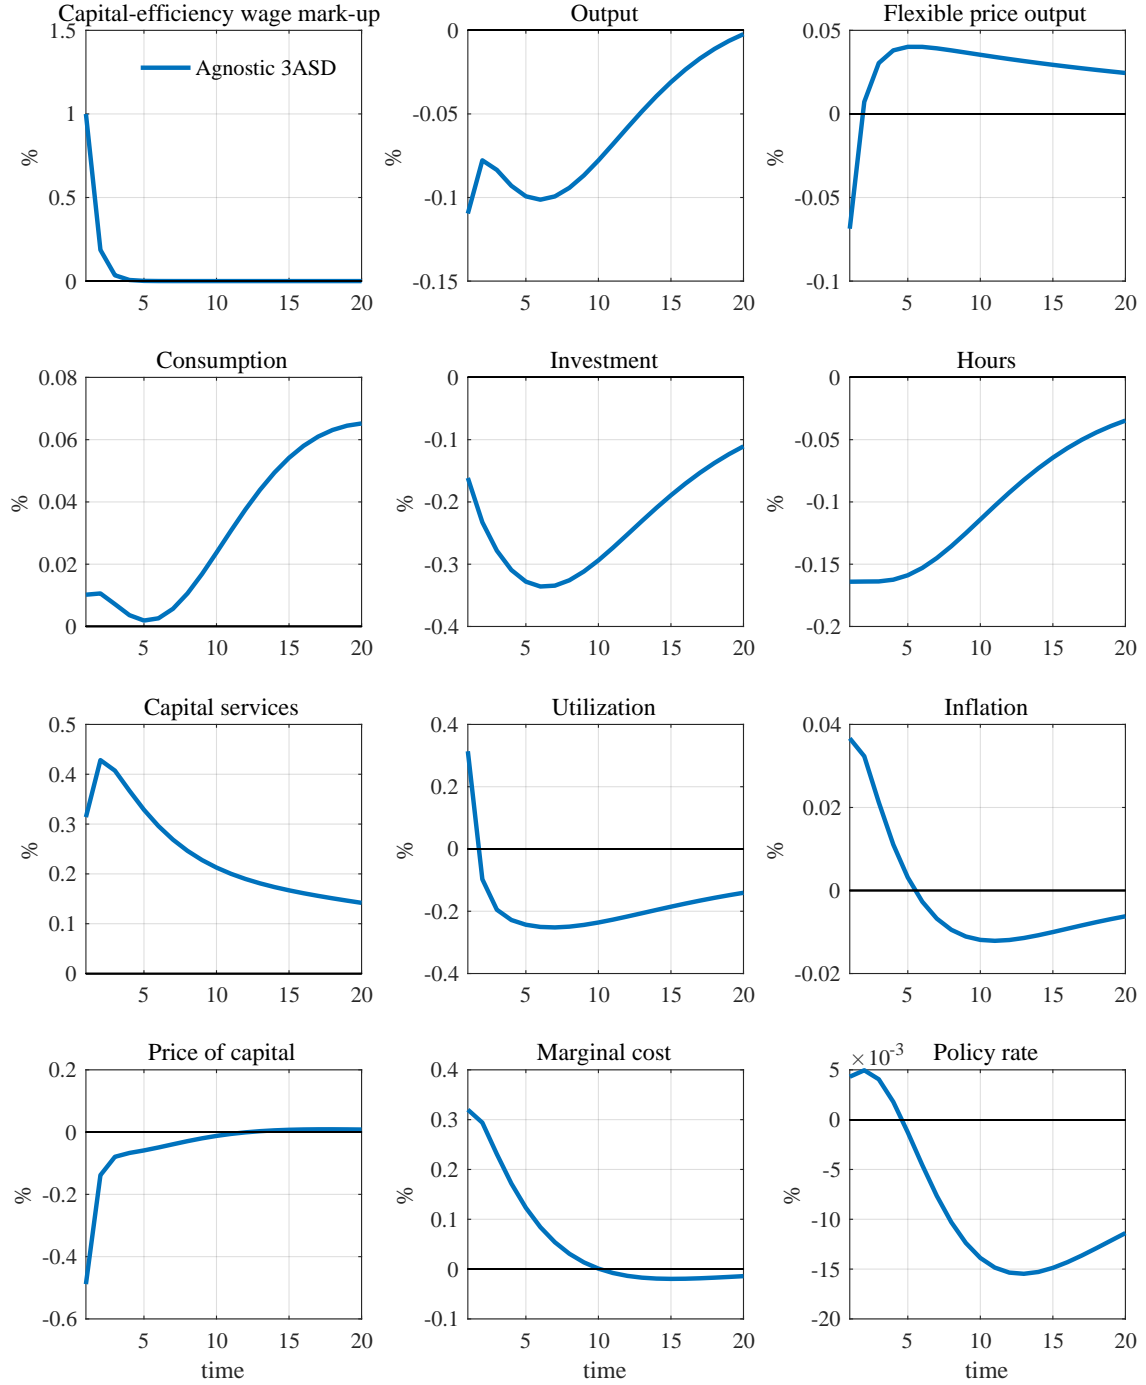 Capital-efficiency wage mark-up
1.5
1
0.5
0
%
Agnostic 3ASD
5 10 15 20
Output
0
-0.05
-0.1
-0.15
%
5 10 15 20
Flexible price output
0.05
0
-0.05
-0.1
%
5 10 15 20
Consumption
0.08
0.06
0.04
0.02
0
%
5 10 15 20
Investment
0
-0.1
-0.2
-0.3
-0.4
%
5 10 15 20
Hours
0
-0.05
-0.1
-0.15
-0.2
%
5 10 15 20
Capital services
0.5
0.4
0.3
0.2
0.1
0
%
5 10 15 20
Utilization
0.4
0.2
0
-0.2
-0.4
%
5 10 15 20
Inflation
0.04
0.02
0
-0.02
%
5 10 15 20
Price of capital
0.2
0
-0.2
-0.4
-0.6
%
5 10 15 20
time
Marginal cost
0.4
0.3
0.2
0.1
0
-0.1
%
5 10 15 20
time
×10-3 Policy rate
5
0
-5
-10
-15
-20
%
5 10 15 20
time